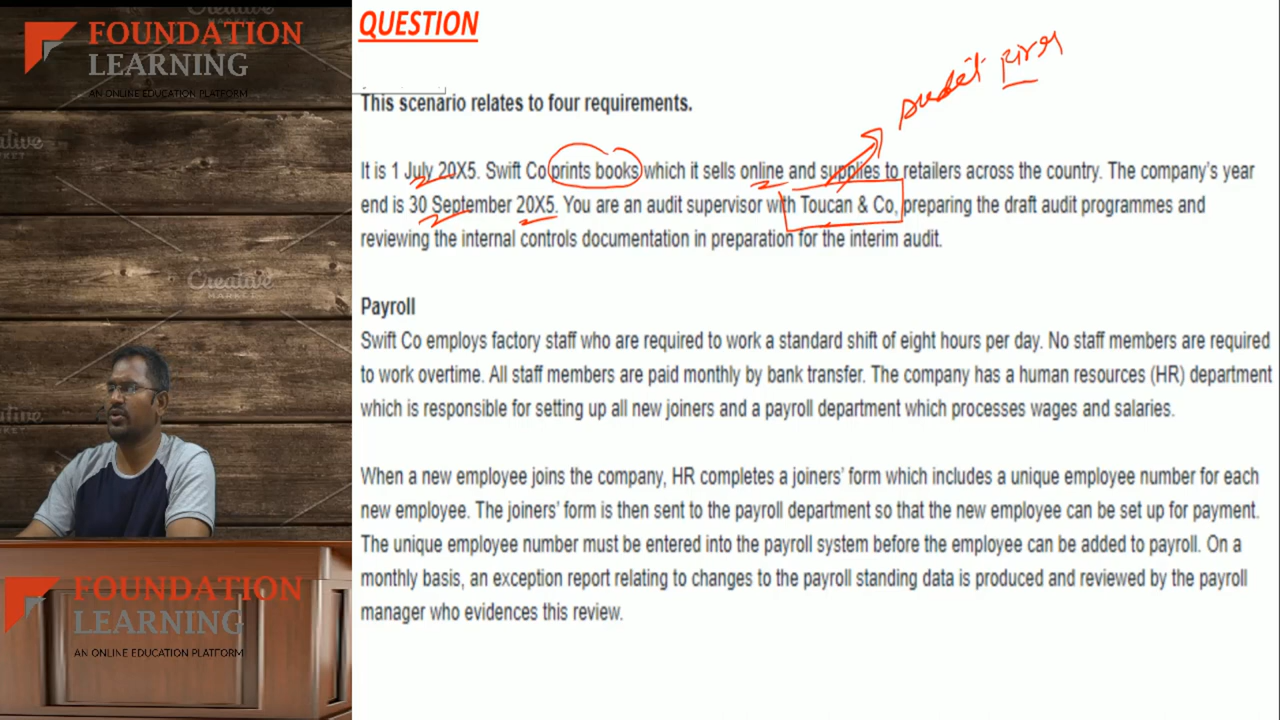 QUESTION
FOUNDATION
LEARNING
AN ONLINE EDUCATION PLATFORM
audit firm
This scenario relates to four requirements.
It is 1 July 20X5. Swift Co prints books which it sells online and supplies to retailers across the country. The company's year
end is 30 September 20X5. You are an audit supervisor with Toucan & Co, preparing the draft audit programmes and
reviewing the internal controls documentation in preparation for the interim audit.
Payroll
Swift Co employs factory staff who are required to work a standard shift of eight hours per day. No staff members are required
to work overtime. All staff members are paid monthly by bank transfer. The company has a human resources (HR) department
which is responsible for setting up all new joiners and a payroll department which processes wages and salaries.
When a new employee joins the company, HR completes a joiners' form which includes a unique employee number for each
new employee. The joiners' form is then sent to the payroll department so that the new employee can be set up for payment.
The unique employee number must be entered into the payroll system before the employee can be added to payroll. On a
monthly basis, an exception report relating to changes to the payroll standing data is produced and reviewed by the payroll
manager who evidences this review.
Creative
MARKET
FOUNDATION
LEARNING
AN ONLINE EDUCATION PLATFORM